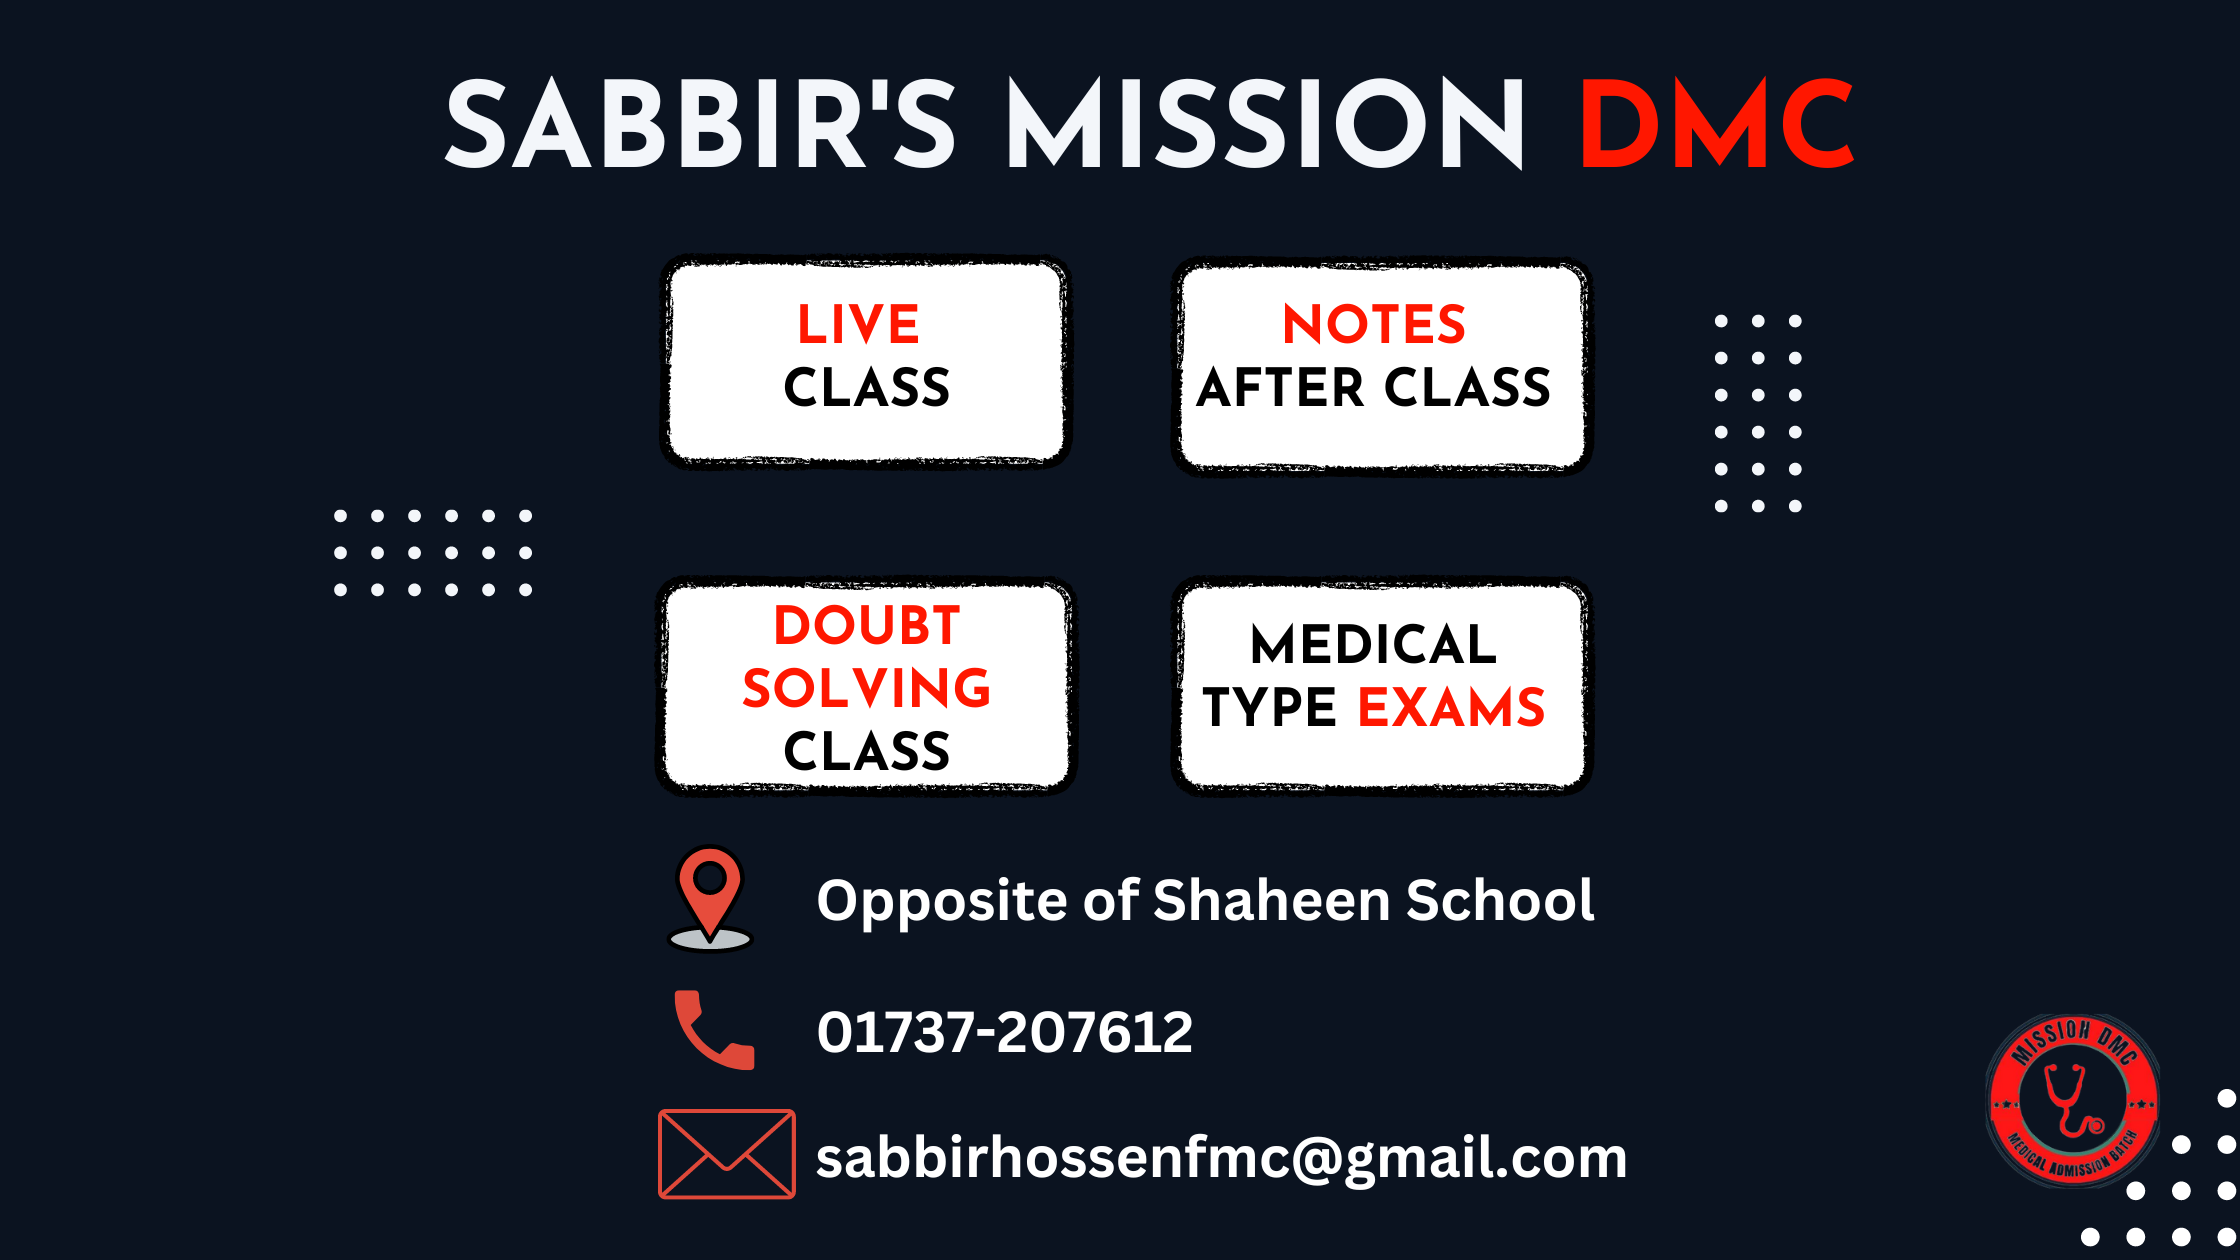 SABBIR'S MISSION DMC
LIVE
CLASS
NOTES
AFTER CLASS
DOUBT
SOLVING
CLASS
MEDICAL
TYPE EXAMS
Opposite of Shaheen School
01737-207612
sabbirhossenfmc@gmail.com
MISSION DMC
MEDICAL ADMISSION BATCH